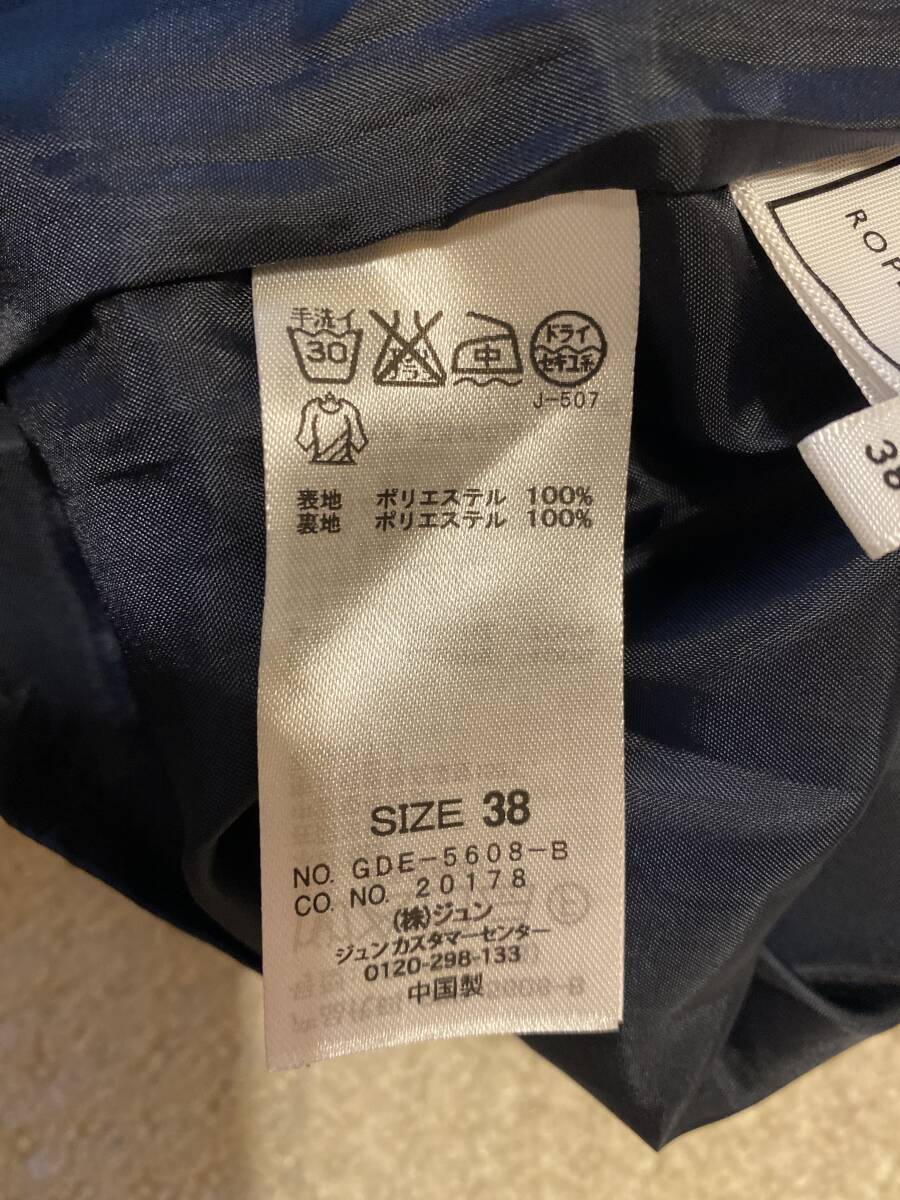 手洗イ
30
中
ドライ
セキユ系
J-507
表地 ポリエステル 100%
裏地 ポリエステル 100%
SIZE 38
NO. GDE-5608-B
CO. NO. 20178
(株)ジュン
ジュンカスタマーセンター
0120-298-133
中国製
38